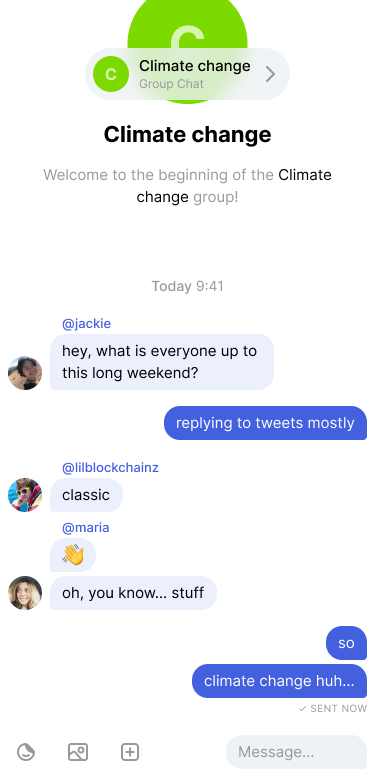 C
C
Climate change
Group Chat
Climate change
Welcome to the beginning of the Climate
change group!
Today 9:41
@jackie
hey, what is everyone up to
this long weekend?
replying to tweets mostly
@lilblockchainz
classic
@maria
👋
oh, you know... stuff
so
climate change huh...
✓ SENT NOW
Message...